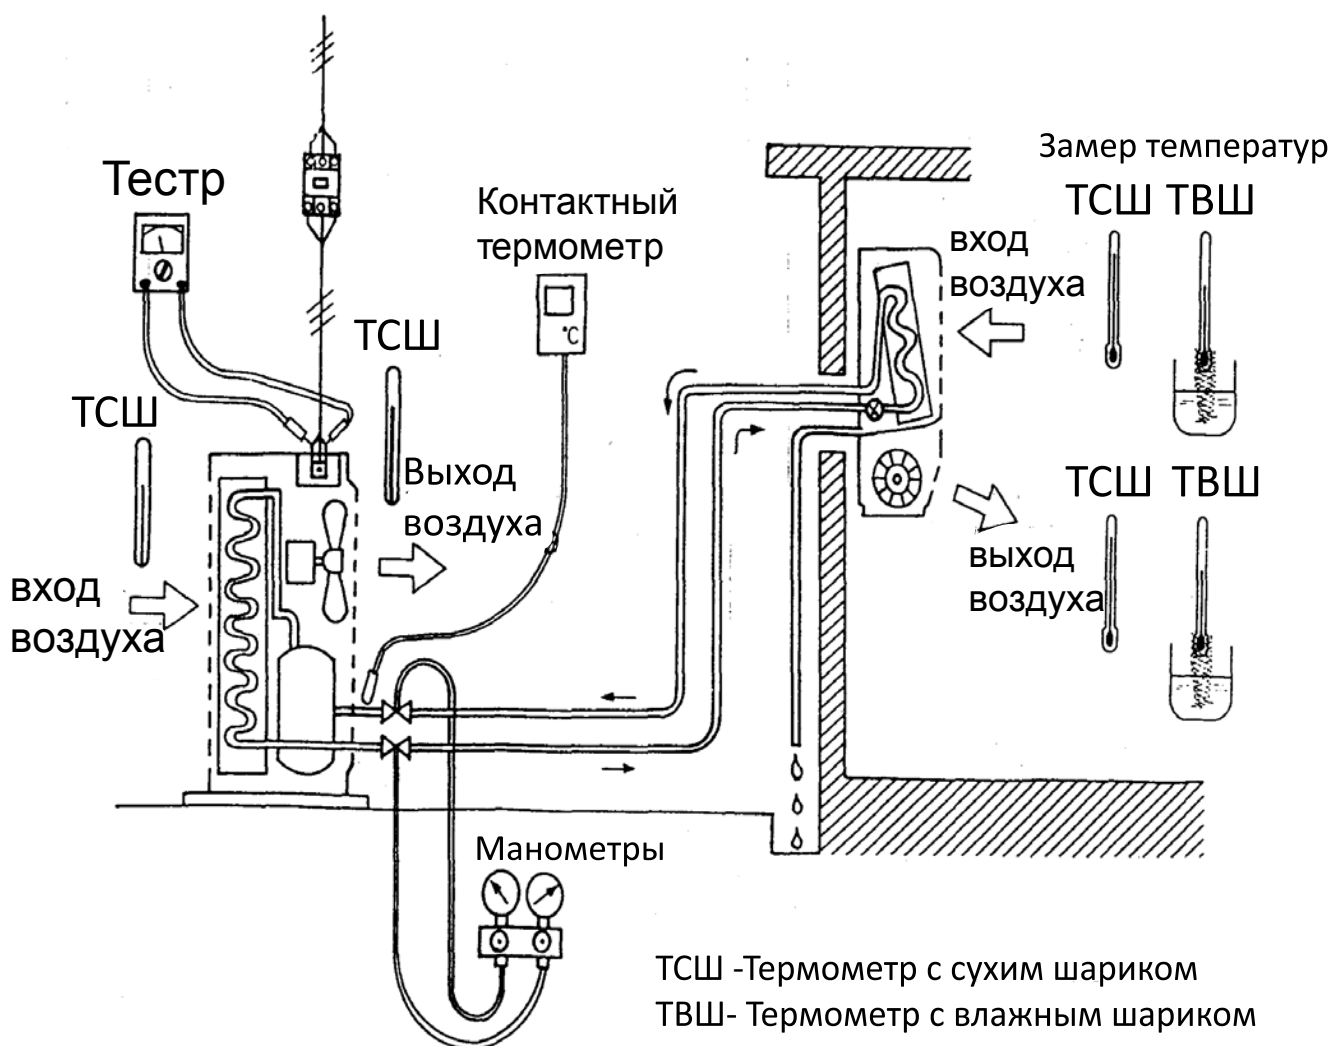 Замер температур
Тестр
Контактный
термометр
ТСШ ТВШ
вход
воздуха
°C
ТСШ
ТСШ
Выход
воздуха
ТСШ ТВШ
выход
воздуха
вход
воздуха
Манометры
ТСШ -Термометр с сухим шариком
ТВШ- Термометр с влажным шариком